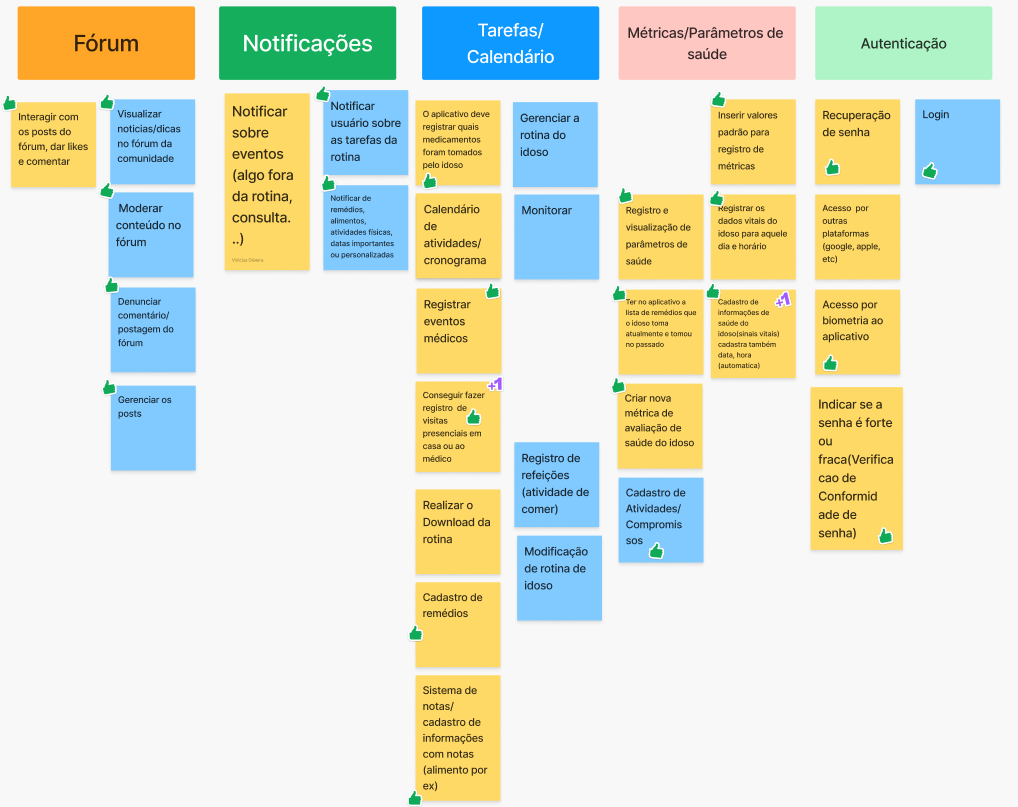 Fórum
Interagir com
os posts do
fórum, dar likes
e comentar
Visualizar
noticias/dicas
no fórum da
comunidade
Moderar
conteúdo no
fórum
Denunciar
comentário/
postagem do
fórum
Gerenciar os
posts
Notificações
Notificar
sobre
eventos
(algo fora
da rotina,
consulta.
..)
Notificar
usuário sobre
as tarefas da
rotina
Notificar de
remédios,
alimentos,
atividades físicas,
datas importantes
ou personalizadas
Tarefas/
Calendário
O aplicativo deve
registrar quais
medicamentos
foram tomados
pelo idoso
Gerenciar a
rotina do
idoso
Calendário
de
atividades/
cronograma
Monitorar
Registrar
eventos
médicos
+1
Conseguir fazer
registro de
visitas
presenciais em
casa ou ao
médico
Registro de
refeições
(atividade de
comer)
Realizar o
Download da
rotina
Modificação
de rotina de
idoso
Cadastro de
remédios
Sistema de
notas/
cadastro de
informações
com notas
(alimento por
ex)
Métricas/Parâmetros de
saúde
Inserir valores
padrão para
registro de
métricas
Registro e
visualização de
parâmetros de
saúde
Registrar os
dados vitais do
idoso para aquele
dia e horário
Ter no aplicativo a
lista de remédios que
o idoso toma
atualmente e tomou
no passado
+1
Cadastro de
informações de
saúde do
idoso(sinais vitais)
cadastra também
data, hora
(automatica)
Criar nova
métrica de
avaliação de
saúde do idoso
Cadastro de
Atividades/
Compromis
sos
Autenticação
Recuperação
de senha
Login
Acesso por
outras
plataformas
(google, apple,
etc)
Acesso por
biometria ao
aplicativo
Indicar se a
senha é forte
ou
fraca(Verifica
cao de
Conformid
ade de
senha)